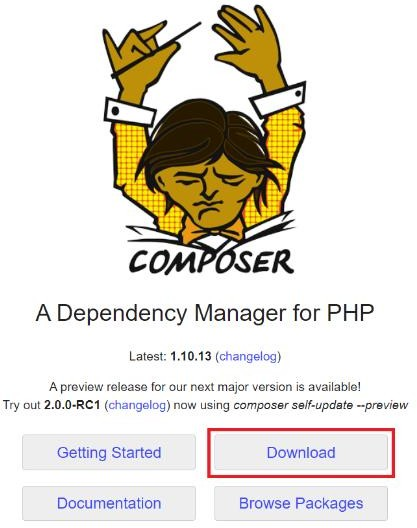 COMPOSER
A Dependency Manager for PHP
Latest: 1.10.13 (changelog)
A preview release for our next major version is available!
Try out 2.0.0-RC1 (changelog) now using composer self-update --preview
Getting Started
Download
Documentation
Browse Packages